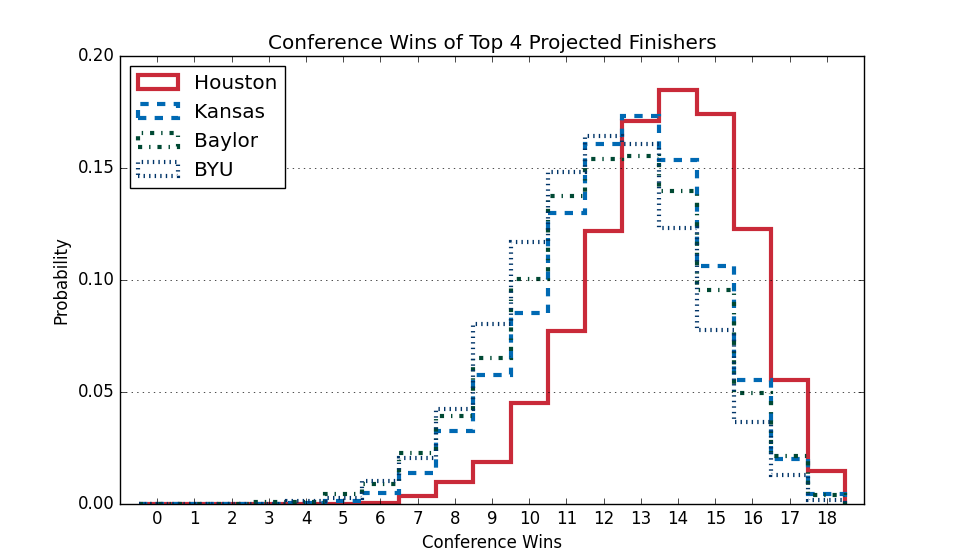 Conference Wins of Top 4 Projected Finishers
0.20
Houston
Kansas
Baylor
BYU
0.15
0.10
0.05
0.00
Probability
0 1 2 3 4 5 6 7 8 9 10 11 12 13 14 15 16 17 18
Conference Wins